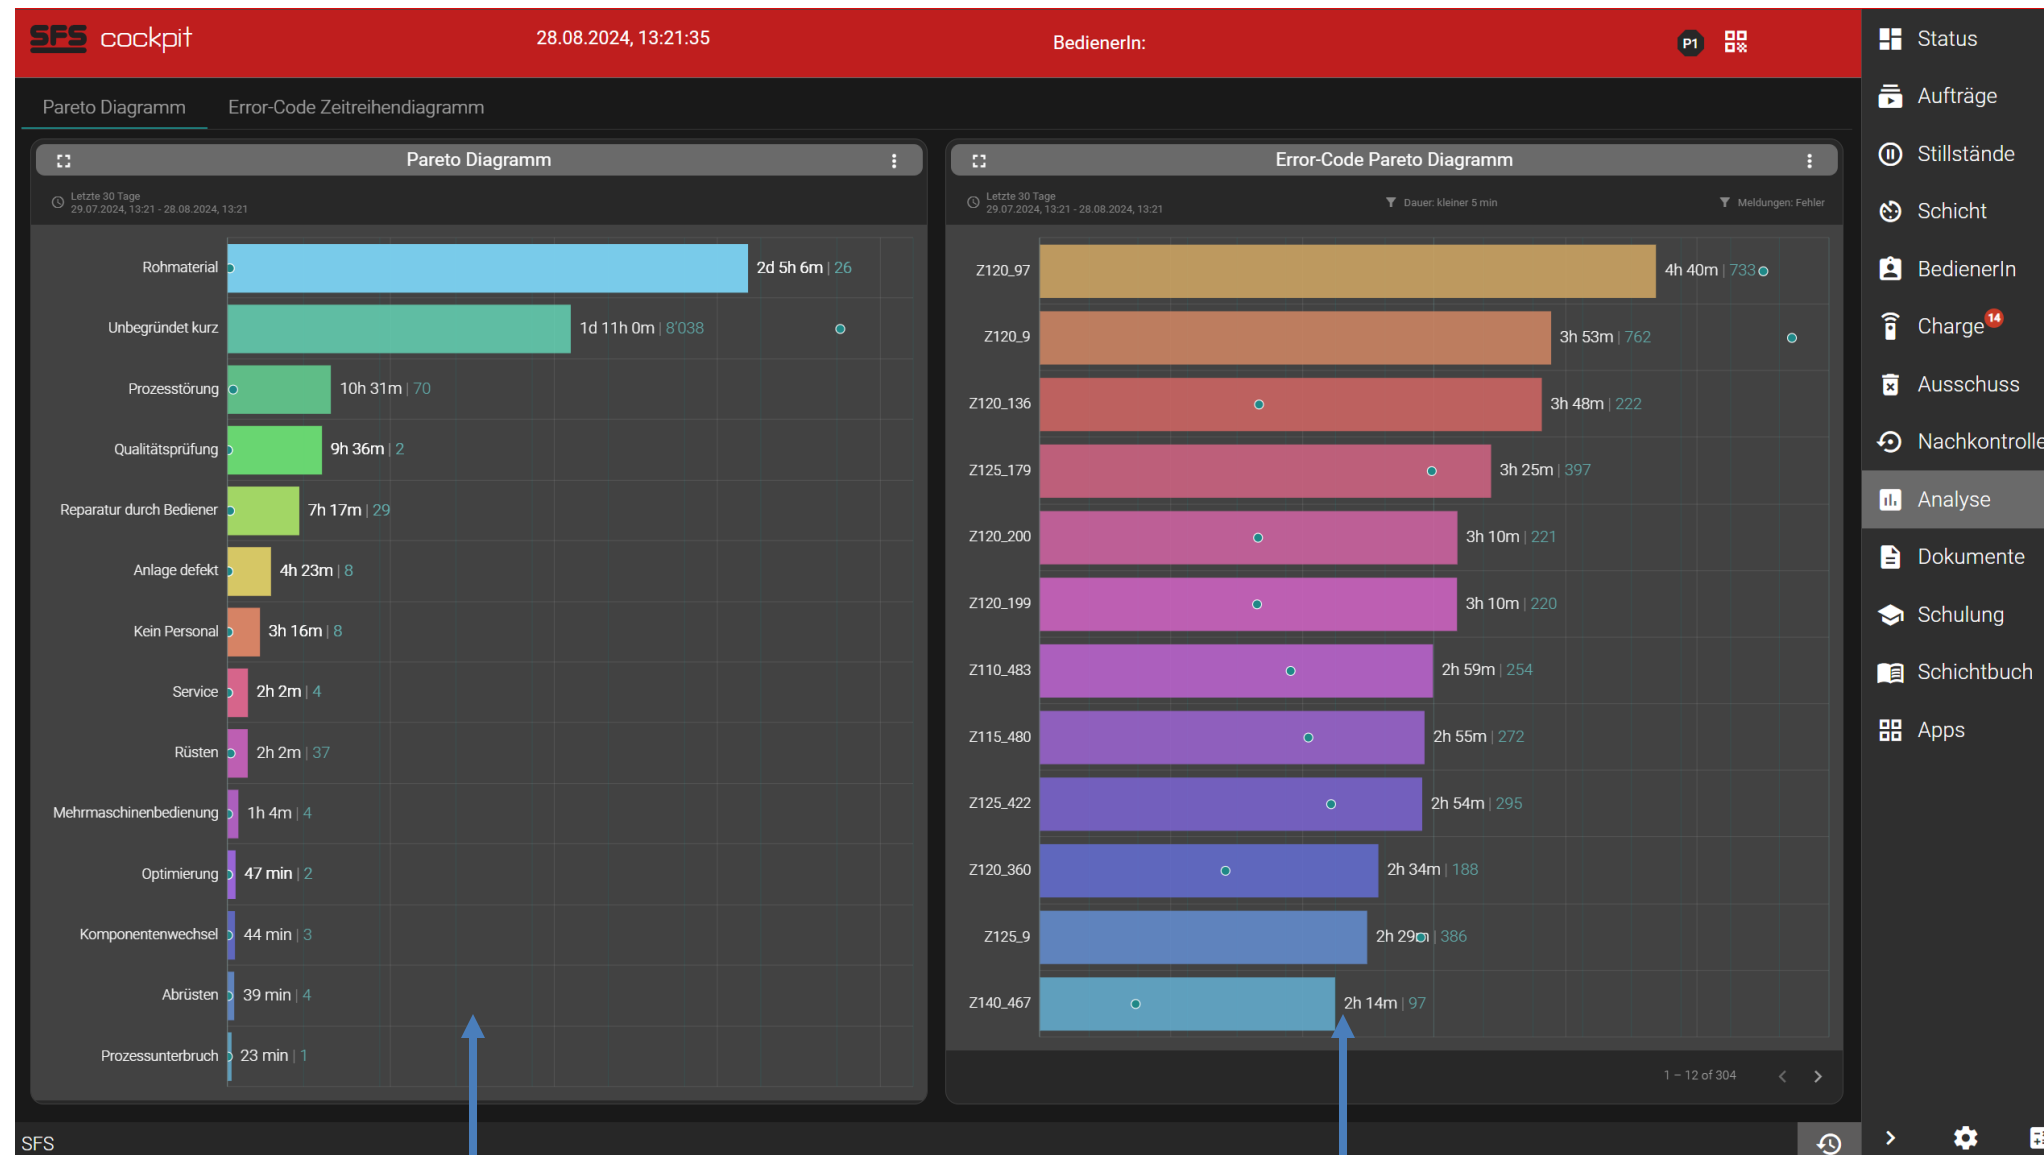 SFS cockpit
28.08.2024, 13:21:35
BedienerIn:
P1
Pareto Diagramm
Error-Code Zeitreihendiagramm
Pareto Diagramm
Letzte 30 Tage
29.07.2024, 13:21 - 28.08.2024, 13:21
Rohmaterial 2d 5h 6m | 26
Unbegründet kurz 1d 11h 0m | 8'038
Prozesstörung 10h 31m | 70
Qualitätsprüfung 9h 36m | 2
Reparatur durch Bediener 7h 17m | 29
Anlage defekt 4h 23m | 8
Kein Personal 3h 16m | 8
Service 2h 2m | 4
Rüsten 2h 2m | 37
Mehrmaschinenbedienung 1h 4m | 4
Optimierung 47 min | 2
Komponentenwechsel 44 min | 3
Abrüsten 39 min | 4
Prozessunterbruch 23 min | 1
Error-Code Pareto Diagramm
Letzte 30 Tage
29.07.2024, 13:21 - 28.08.2024, 13:21
Dauer: kleiner 5 min
Meldungen: Fehler
Z120_97 4h 40m | 733
Z120_9 3h 53m | 762
Z120_136 3h 48m | 222
Z125_179 3h 25m | 397
Z120_200 3h 10m | 221
Z120_199 3h 10m | 220
Z110_483 2h 59m | 254
Z115_480 2h 55m | 272
Z125_422 2h 54m | 295
Z120_360 2h 34m | 188
Z125_9 2h 29m | 386
Z140_467 2h 14m | 97
1 – 12 of 304
Status
Aufträge
Stillstände
Schicht
BedienerIn
Charge 14
Ausschuss
Nachkontrolle
Analyse
Dokumente
Schulung
Schichtbuch
Apps
SFS